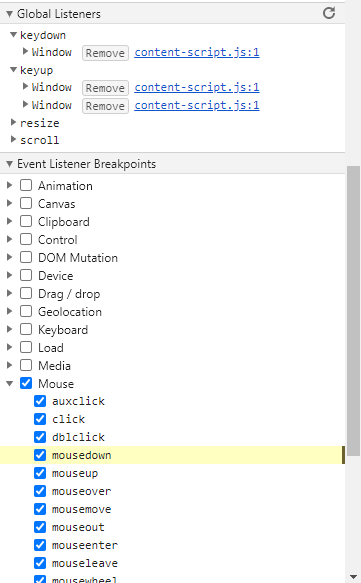 Global Listeners
keydown
Window Remove content-script.js:1
keyup
Window Remove content-script.js:1
Window Remove content-script.js:1
resize
scroll
Event Listener Breakpoints
Animation
Canvas
Clipboard
Control
DOM Mutation
Device
Drag / drop
Geolocation
Keyboard
Load
Media
Mouse
auxclick
click
dblclick
mousedown
mouseup
mouseover
mousemove
mouseout
mouseenter
mouseleave
mousewheel